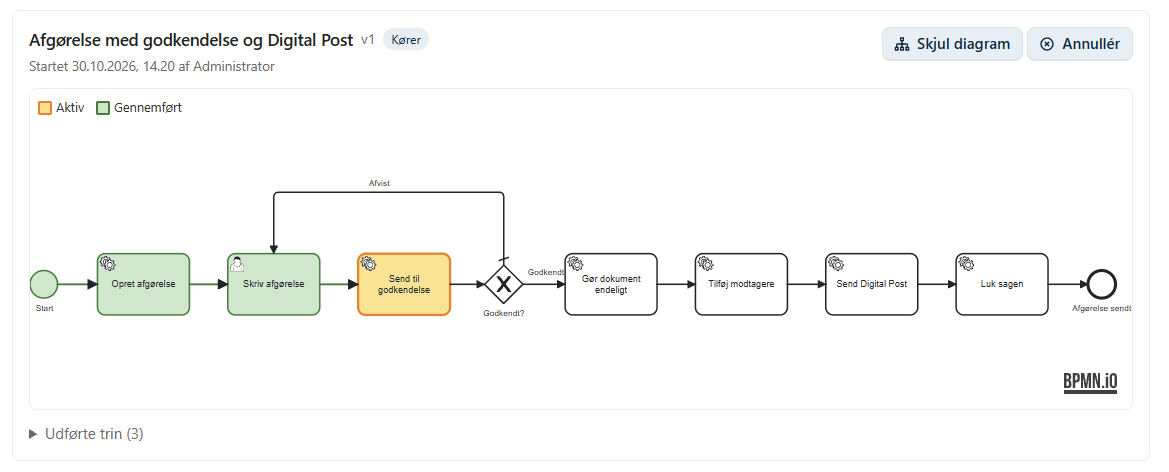 Afgørelse med godkendelse og Digital Post v1 Kører
Skjul diagram
Annullér
Startet 30.10.2026, 14.20 af Administrator
Aktiv
Gennemført
Afvist
Start
Opret afgørelse
Skriv afgørelse
Send til
godkendelse
Godkendt?
Godkendt
Gør dokument
endeligt
Tilføj modtagere
Send Digital Post
Luk sagen
Afgørelse sendt
BPMN.iO
Udførte trin (3)